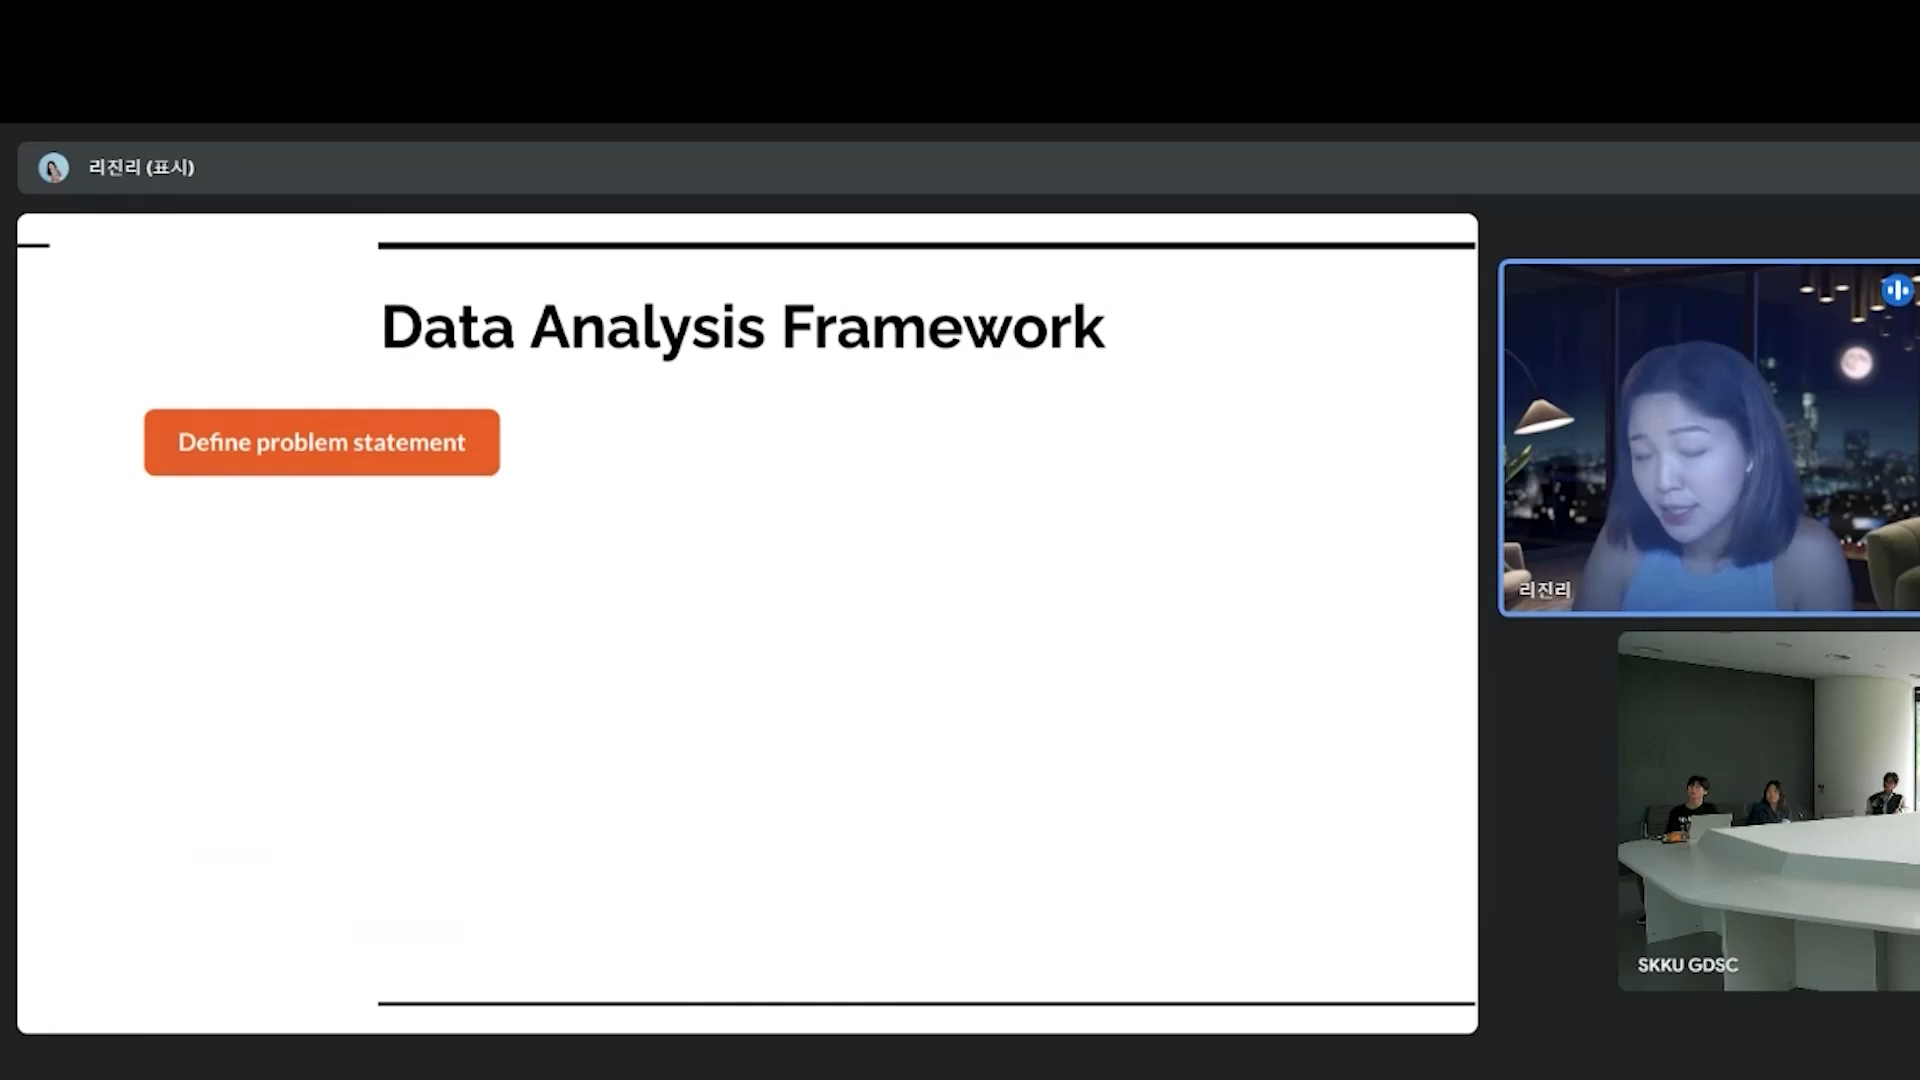 리진리 (표시)
Data Analysis Framework
Define problem statement
리진리
SKKU GDSC